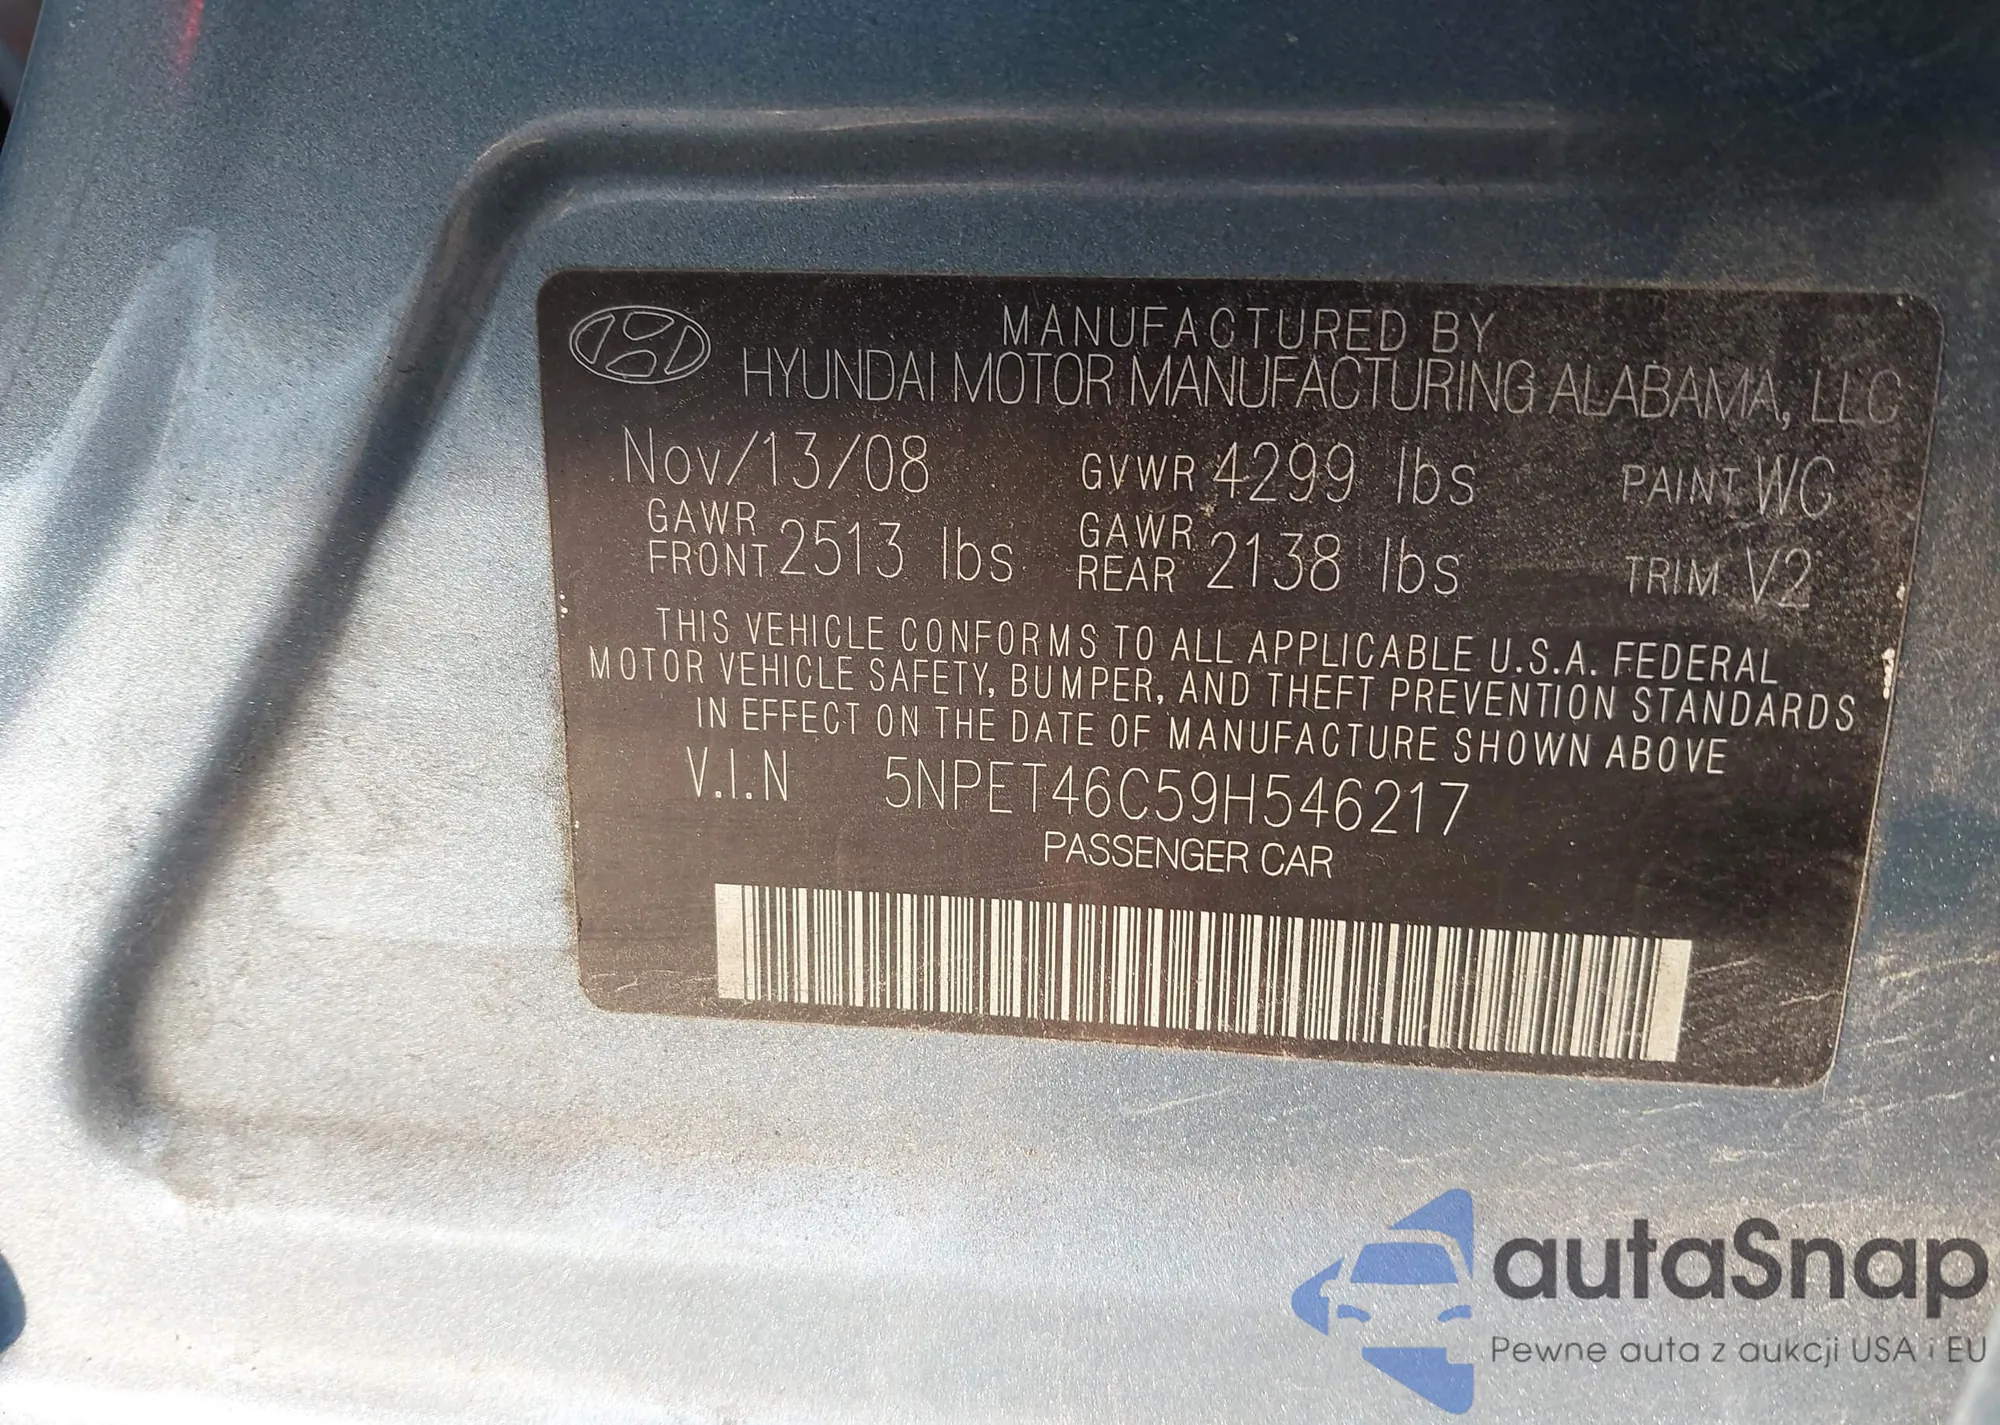 MANUFACTURED BY
HYUNDAI MOTOR MANUFACTURING ALABAMA, LLC
Nov/13/08 GVWR 4299 lbs PAINT WC
GAWR FRONT 2513 lbs GAWR REAR 2138 lbs TRIM V2
THIS VEHICLE CONFORMS TO ALL APPLICABLE U.S.A. FEDERAL
MOTOR VEHICLE SAFETY, BUMPER, AND THEFT PREVENTION STANDARDS
IN EFFECT ON THE DATE OF MANUFACTURE SHOWN ABOVE
V.I.N 5NPET46C59H546217
PASSENGER CAR
autaSnap
Pewne auta z aukcji USA i EU